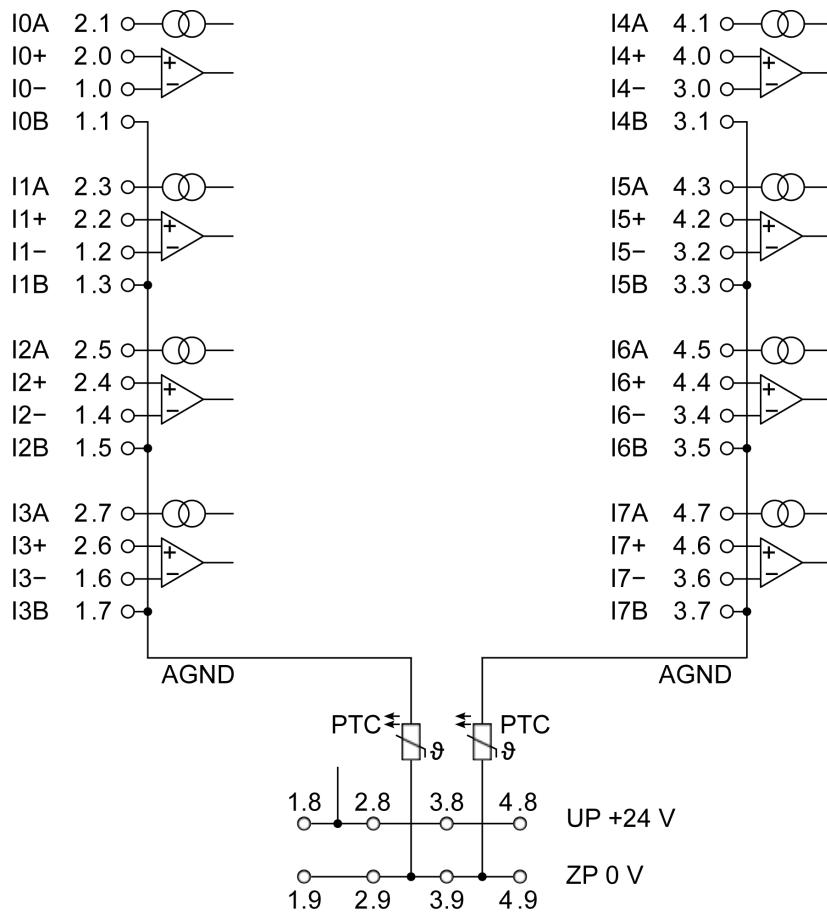 I0A 2.1
I0+ 2.0
I0− 1.0
I0B 1.1
I1A 2.3
I1+ 2.2
I1− 1.2
I1B 1.3
I2A 2.5
I2+ 2.4
I2− 1.4
I2B 1.5
I3A 2.7
I3+ 2.6
I3− 1.6
I3B 1.7
AGND
I4A 4.1
I4+ 4.0
I4− 3.0
I4B 3.1
I5A 4.3
I5+ 4.2
I5− 3.2
I5B 3.3
I6A 4.5
I6+ 4.4
I6− 3.4
I6B 3.5
I7A 4.7
I7+ 4.6
I7− 3.6
I7B 3.7
AGND
PTC ϑ
PTC ϑ
1.8 2.8 3.8 4.8 UP +24 V
ZP 0 V
1.9 2.9 3.9 4.9